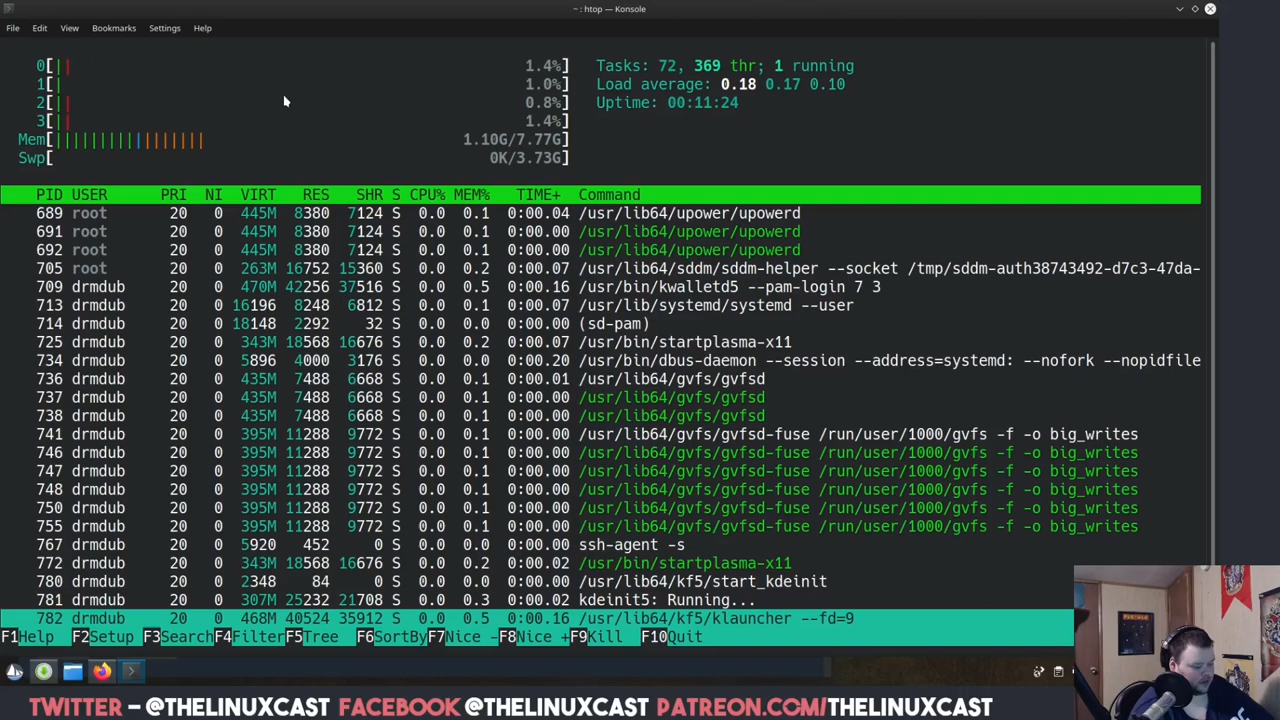 ~ : htop — Konsole
File Edit View Bookmarks Settings Help
0[|| 1.4%] Tasks: 72, 369 thr; 1 running
1[| 1.0%] Load average: 0.18 0.17 0.10
2[|| 0.8%] Uptime: 00:11:24
3[|| 1.4%]
Mem[||||||||||||||||| 1.10G/7.77G]
Swp[ 0K/3.73G]
PID USER PRI NI VIRT RES SHR S CPU% MEM% TIME+ Command
689 root 20 0 445M 8380 7124 S 0.0 0.1 0:00.04 /usr/lib64/upower/upowerd
691 root 20 0 445M 8380 7124 S 0.0 0.1 0:00.00 /usr/lib64/upower/upowerd
692 root 20 0 445M 8380 7124 S 0.0 0.1 0:00.00 /usr/lib64/upower/upowerd
705 root 20 0 263M 16752 15360 S 0.0 0.2 0:00.07 /usr/lib64/sddm/sddm-helper --socket /tmp/sddm-auth38743492-d7c3-47da-
709 drmdub 20 0 470M 42256 37516 S 0.0 0.5 0:00.16 /usr/bin/kwalletd5 --pam-login 7 3
713 drmdub 20 0 16196 8248 6812 S 0.0 0.1 0:00.07 /usr/lib/systemd/systemd --user
714 drmdub 20 0 18148 2292 32 S 0.0 0.0 0:00.00 (sd-pam)
725 drmdub 20 0 343M 18568 16676 S 0.0 0.2 0:00.07 /usr/bin/startplasma-x11
734 drmdub 20 0 5896 4000 3176 S 0.0 0.0 0:00.20 /usr/bin/dbus-daemon --session --address=systemd: --nofork --nopidfile
736 drmdub 20 0 435M 7488 6668 S 0.0 0.1 0:00.01 /usr/lib64/gvfs/gvfsd
737 drmdub 20 0 435M 7488 6668 S 0.0 0.1 0:00.00 /usr/lib64/gvfs/gvfsd
738 drmdub 20 0 435M 7488 6668 S 0.0 0.1 0:00.00 /usr/lib64/gvfs/gvfsd
741 drmdub 20 0 395M 11288 9772 S 0.0 0.1 0:00.00 /usr/lib64/gvfs/gvfsd-fuse /run/user/1000/gvfs -f -o big_writes
746 drmdub 20 0 395M 11288 9772 S 0.0 0.1 0:00.00 /usr/lib64/gvfs/gvfsd-fuse /run/user/1000/gvfs -f -o big_writes
747 drmdub 20 0 395M 11288 9772 S 0.0 0.1 0:00.00 /usr/lib64/gvfs/gvfsd-fuse /run/user/1000/gvfs -f -o big_writes
748 drmdub 20 0 395M 11288 9772 S 0.0 0.1 0:00.00 /usr/lib64/gvfs/gvfsd-fuse /run/user/1000/gvfs -f -o big_writes
750 drmdub 20 0 395M 11288 9772 S 0.0 0.1 0:00.00 /usr/lib64/gvfs/gvfsd-fuse /run/user/1000/gvfs -f -o big_writes
755 drmdub 20 0 395M 11288 9772 S 0.0 0.1 0:00.00 /usr/lib64/gvfs/gvfsd-fuse /run/user/1000/gvfs -f -o big_writes
767 drmdub 20 0 5920 452 0 S 0.0 0.0 0:00.00 ssh-agent -s
772 drmdub 20 0 343M 18568 16676 S 0.0 0.2 0:00.02 /usr/bin/startplasma-x11
780 drmdub 20 0 2348 84 0 S 0.0 0.0 0:00.00 /usr/lib64/kf5/start_kdeinit
781 drmdub 20 0 307M 25232 21708 S 0.0 0.3 0:00.02 kdeinit5: Running...
782 drmdub 20 0 468M 40524 35912 S 0.0 0.5 0:00.16 /usr/lib64/kf5/klauncher --fd=9
F1Help F2Setup F3SearchF4FilterF5Tree F6SortByF7Nice -F8Nice +F9Kill F10Quit
TWITTER – @THELINUXCAST FACEBOOK @THELINUXCAST PATREON.COM/THELINUXCAST